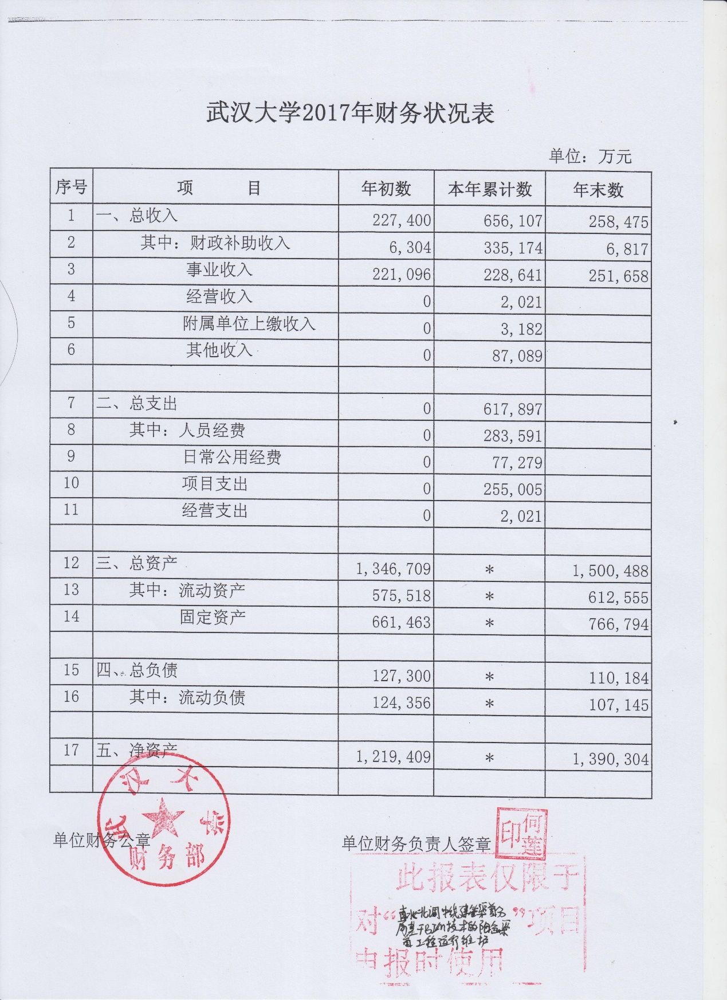 武汉大学2017年财务状况表
单位：万元
序号 项 目 年初数 本年累计数 年末数
1 一、总收入 227,400 656,107 258,475
2 其中：财政补助收入 6,304 335,174 6,817
3 事业收入 221,096 228,641 251,658
4 经营收入 0 2,021
5 附属单位上缴收入 0 3,182
6 其他收入 0 87,089
7 二、总支出 0 617,897
8 其中：人员经费 0 283,591
9 日常公用经费 0 77,279
10 项目支出 0 255,005
11 经营支出 0 2,021
12 三、总资产 1,346,709 * 1,500,488
13 其中：流动资产 575,518 * 612,555
14 固定资产 661,463 * 766,794
15 四、总负债 127,300 * 110,184
16 其中：流动负债 124,356 * 107,145
17 五、净资产 1,219,409 * 1,390,304
武汉大学
财务部
单位财务公章
单位财务负责人签章
何莲印
此报表仅限于
对“ ”项目
技术的
工程运行维护
申报时使用